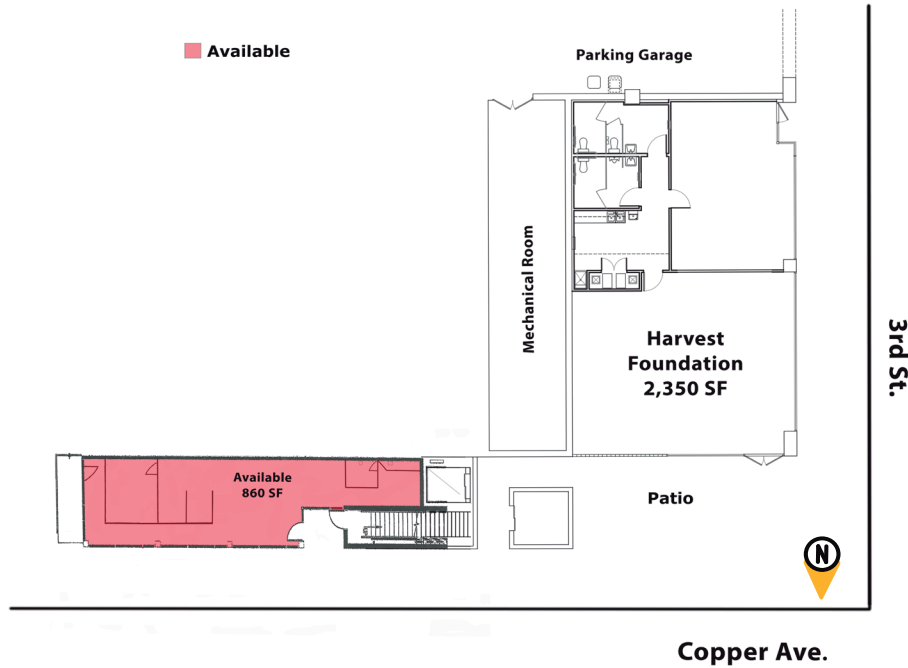 Available
Parking Garage
Mechanical Room
Harvest
Foundation
2,350 SF
3rd St.
Available
860 SF
Patio
N
Copper Ave.